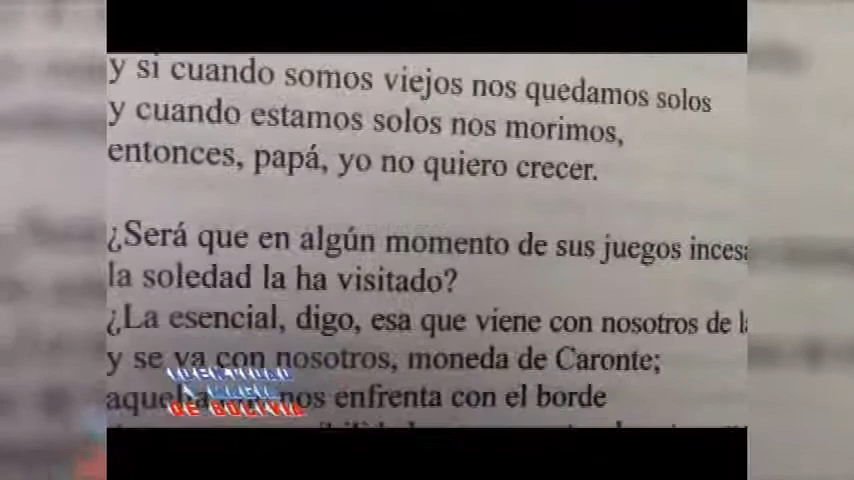 y si cuando somos viejos nos quedamos solos
y cuando estamos solos nos morimos,
entonces, papá, yo no quiero crecer.
¿Será que en algún momento de sus juegos
la soledad la ha visitado?
¿La esencial, digo, esa que viene con nosotros de
y se va con nosotros, moneda de Caronte;
nos enfrenta con el borde
DE BOLIVIA